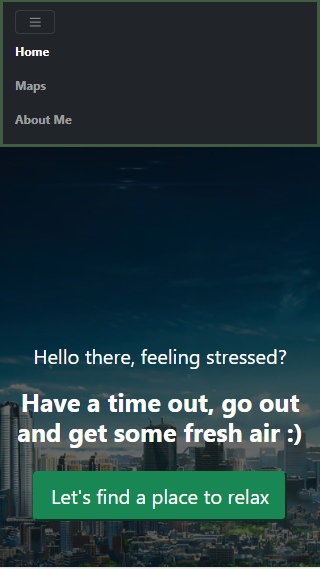 Home
Maps
About Me
Hello there, feeling stressed?
Have a time out, go out
and get some fresh air :)
Let's find a place to relax